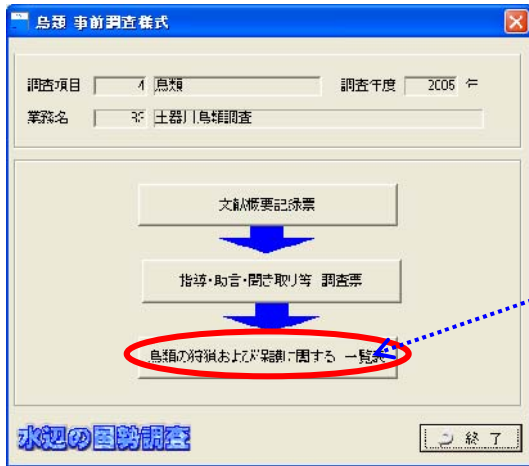 鳥類 事前調査様式
調査項目 4 鳥類 調査年度 2005 年
業務名 土器川鳥類調査
文献概要記録票
指導・助言・聞き取り等 調査票
鳥類の狩猟および保護に関する 一覧表
水辺の国勢調査
終 了